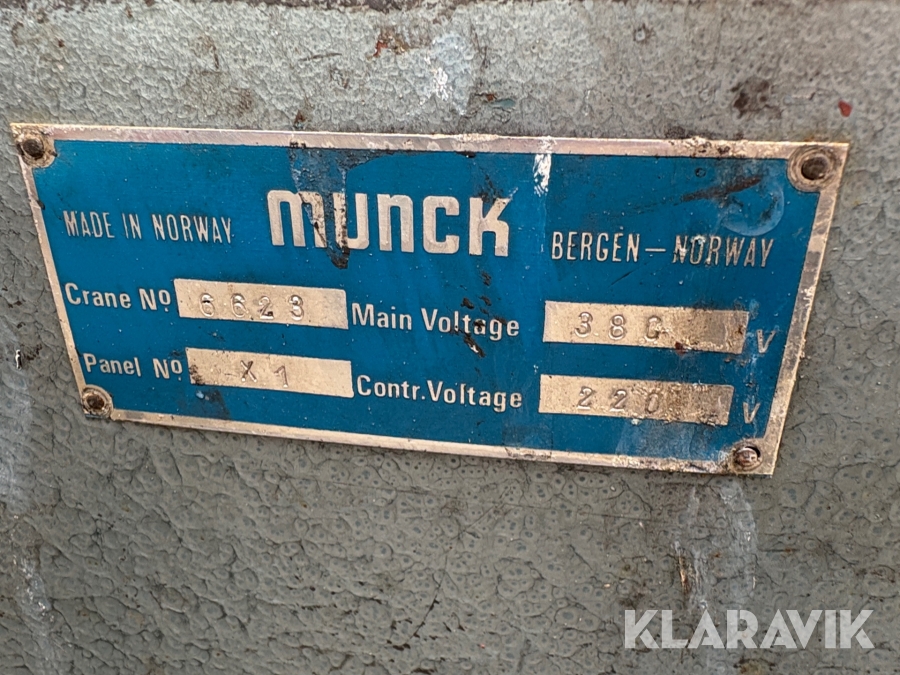 MADE IN NORWAY munck BERGEN – NORWAY
Crane No 6623 Main Voltage 380 V
Panel No -X1 Contr. Voltage 220 V
KLARAVIK